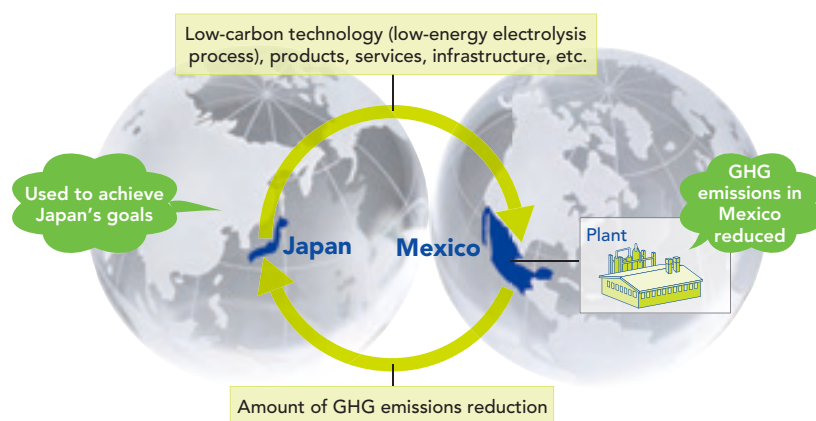 Low-carbon technology (low-energy electrolysis
process), products, services, infrastructure, etc.
Used to achieve
Japan's goals
Japan
Mexico
GHG
emissions in
Mexico
reduced
Plant
Amount of GHG emissions reduction